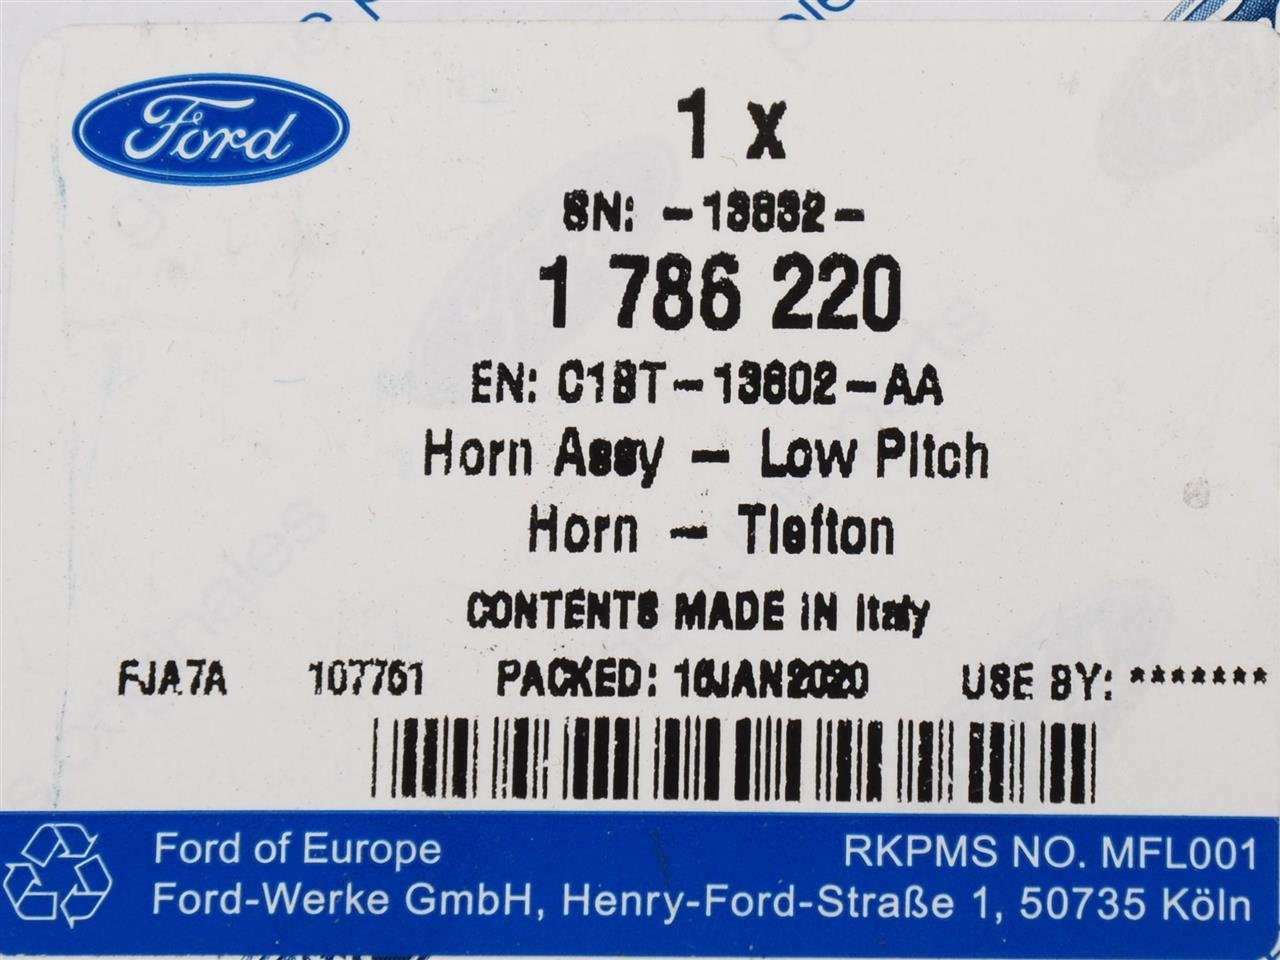 Ford
1 x
SN: -13832-
1 786 220
EN: C1BT-13802-AA
Horn Assy - Low Pitch
Horn - Tiefton
CONTENTS MADE IN Italy
FJA7A 107761 PACKED: 16JAN2020 USE BY: *******
Ford of Europe RKPMS NO. MFL001
Ford-Werke GmbH, Henry-Ford-Straße 1, 50735 Köln